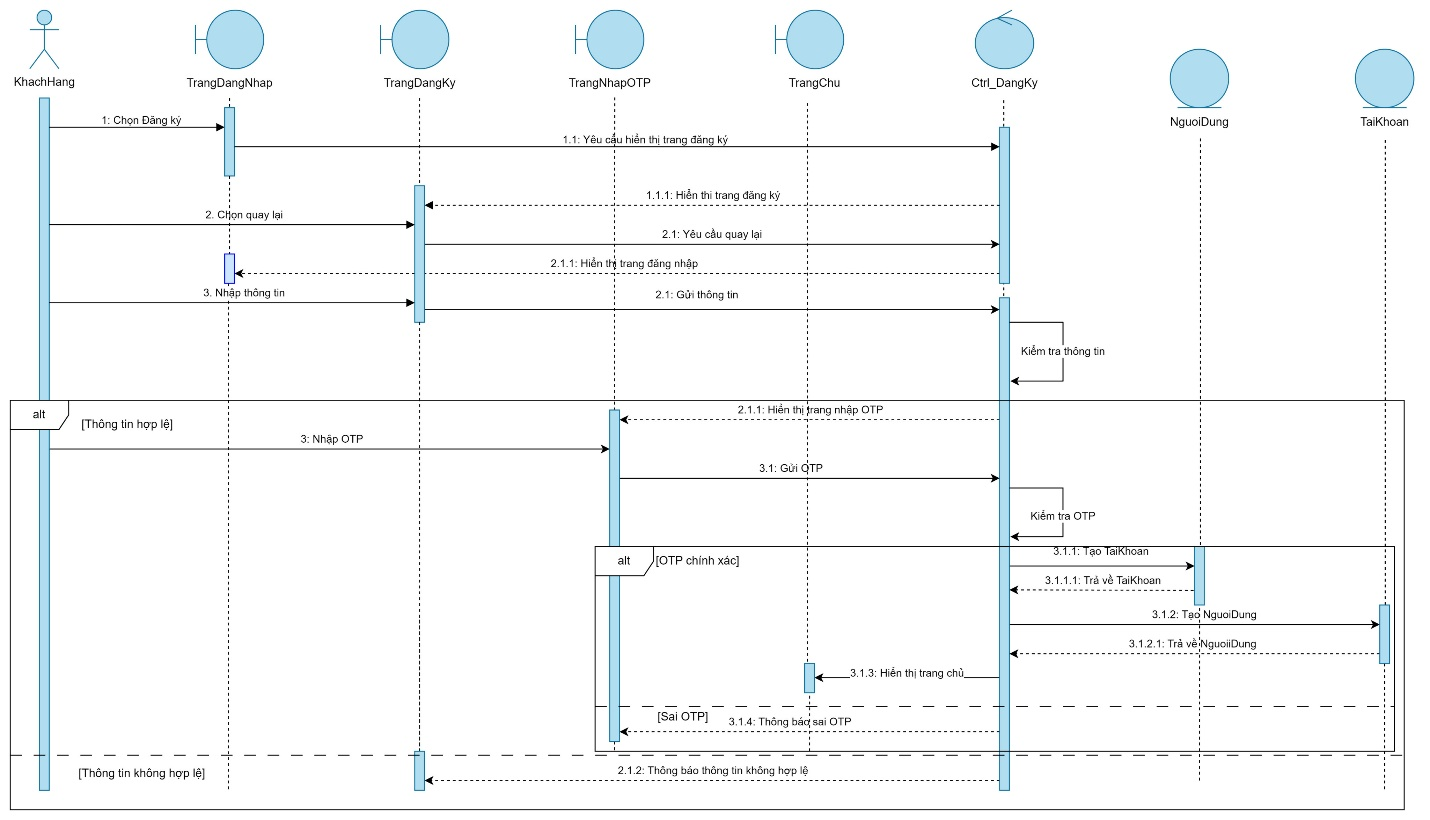 KhachHang
TrangDangNhap
TrangDangKy
TrangNhapOTP
TrangChu
Ctrl_DangKy
NguoiDung
TaiKhoan
1: Chọn Đăng ký
1.1: Yêu cầu hiển thị trang đăng ký
1.1.1: Hiển thi trang đăng ký
2. Chọn quay lại
2.1: Yêu cầu quay lại
2.1.1: Hiển thị trang đăng nhập
3. Nhập thông tin
2.1: Gửi thông tin
Kiểm tra thông tin
alt
[Thông tin hợp lệ]
2.1.1: Hiển thị trang nhập OTP
3: Nhập OTP
3.1: Gửi OTP
Kiểm tra OTP
alt
[OTP chính xác]
3.1.1: Tạo TaiKhoan
3.1.1.1: Trả về TaiKhoan
3.1.2: Tạo NguoiDung
3.1.2.1: Trả về NguoiiDung
3.1.3: Hiển thị trang chủ
[Sai OTP]
3.1.4: Thông báo sai OTP
[Thông tin không hợp lệ]
2.1.2: Thông báo thông tin không hợp lệ